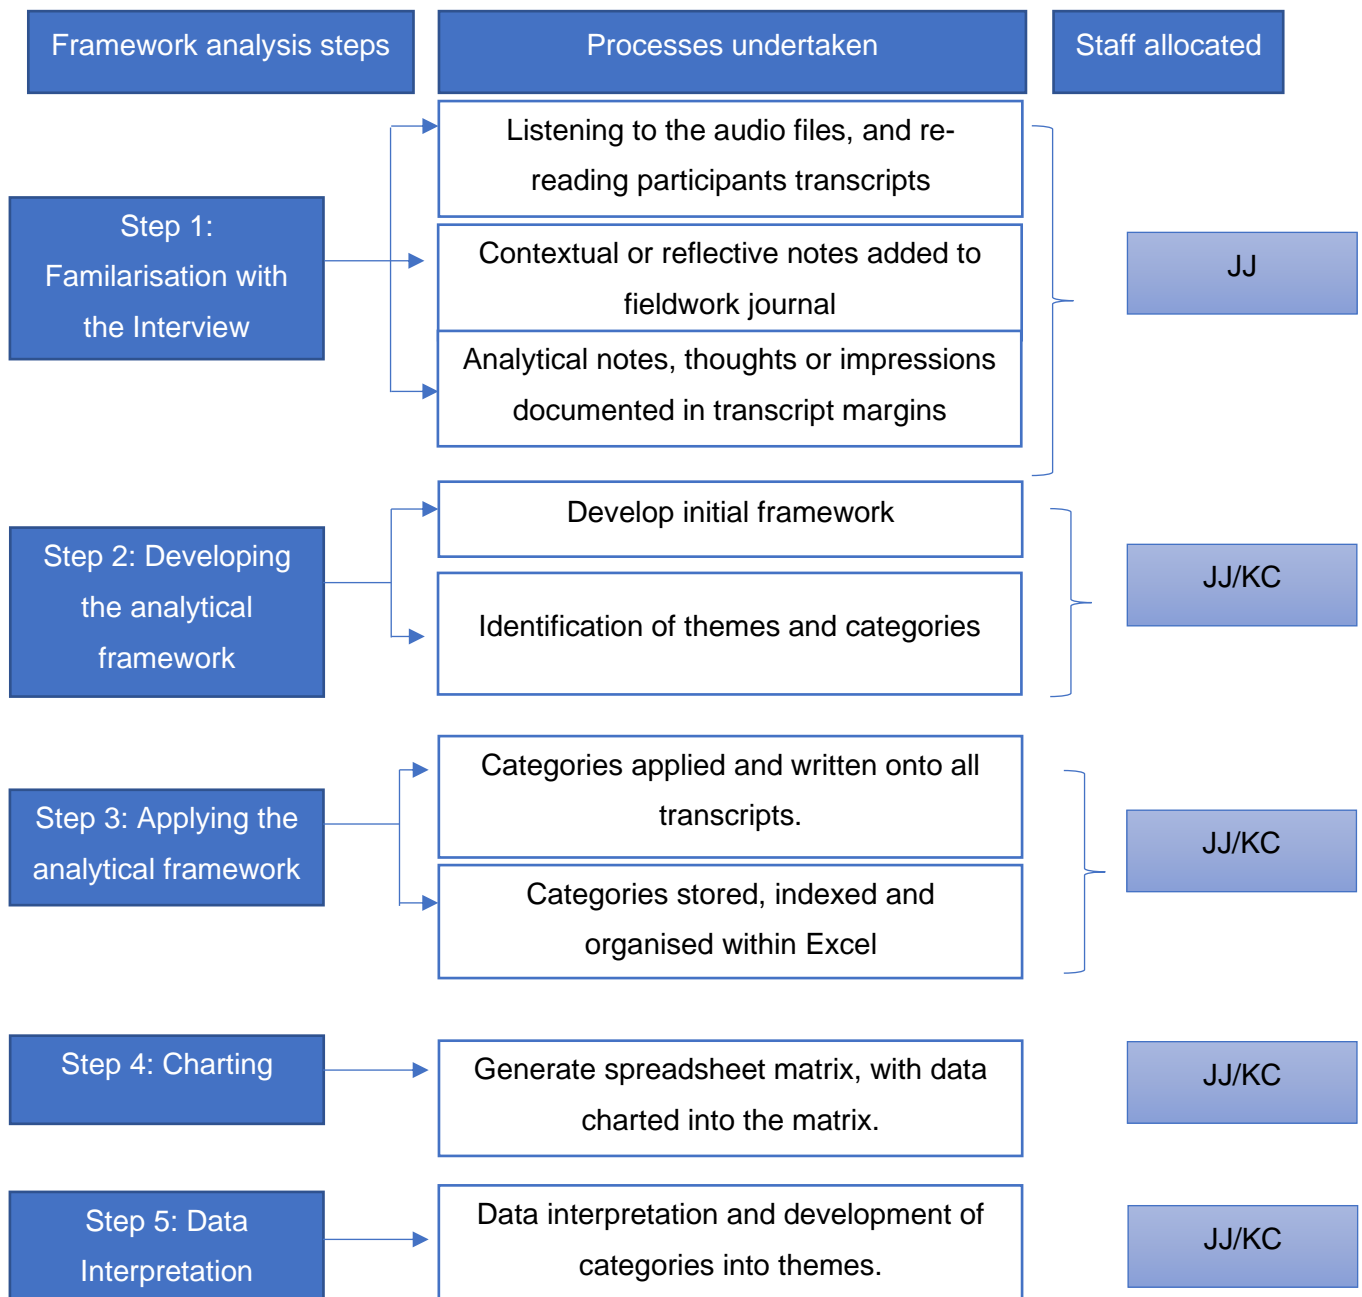 Framework analysis steps
Processes undertaken
Staff allocated
Step 1:
Familarisation with
the Interview
Listening to the audio files, and re-
reading participants transcripts
Contextual or reflective notes added to
fieldwork journal
Analytical notes, thoughts or impressions
documented in transcript margins
JJ
Step 2: Developing
the analytical
framework
Develop initial framework
Identification of themes and categories
JJ/KC
Step 3: Applying the
analytical framework
Categories applied and written onto all
transcripts.
Categories stored, indexed and
organised within Excel
JJ/KC
Step 4: Charting
Generate spreadsheet matrix, with data
charted into the matrix.
JJ/KC
Step 5: Data
Interpretation
Data interpretation and development of
categories into themes.
JJ/KC